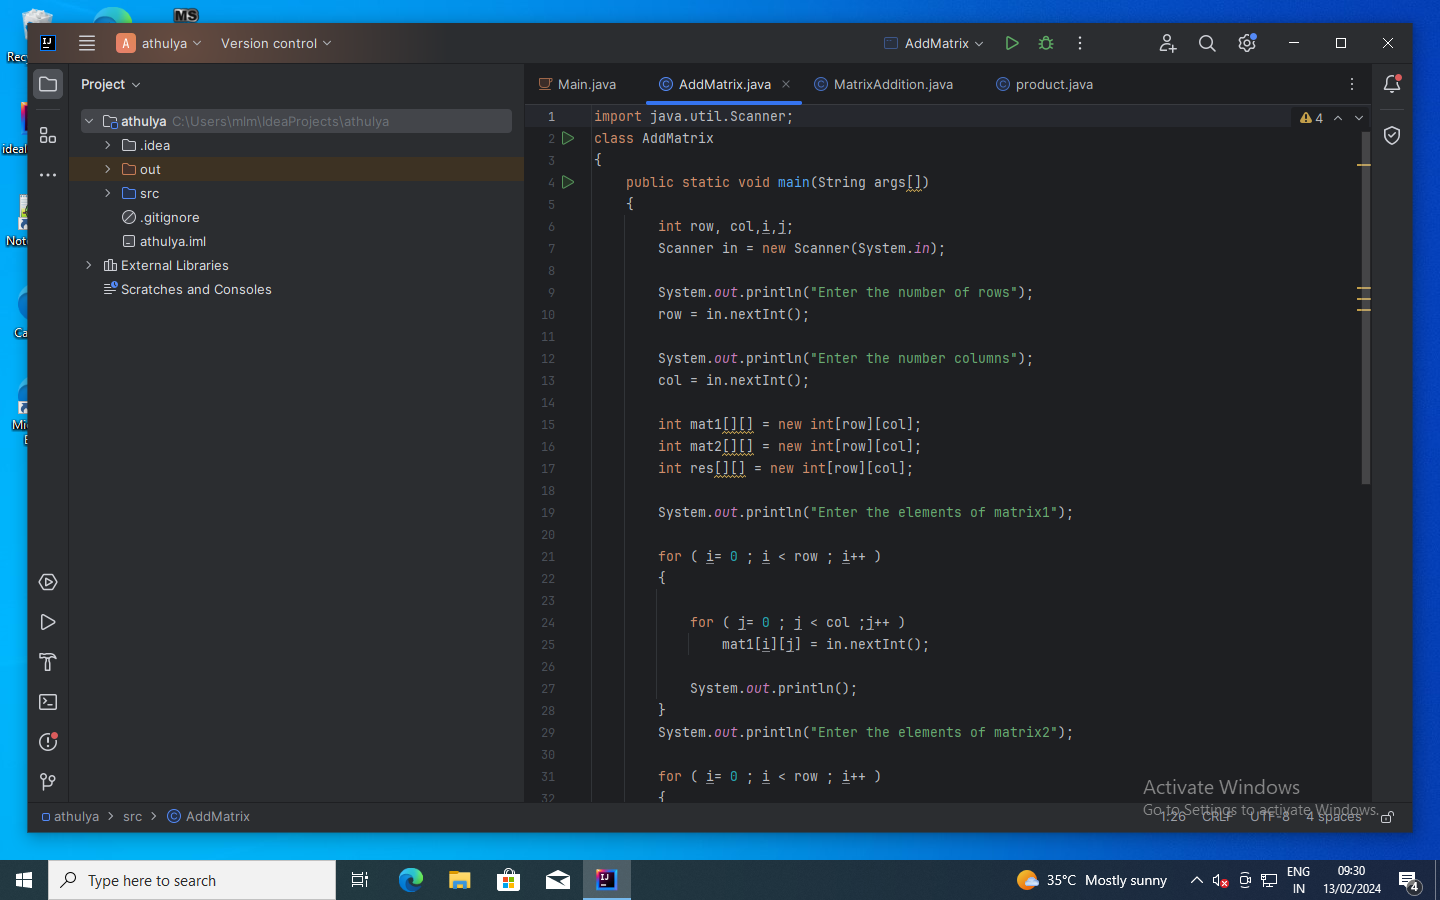 MS
athulya
Version control
AddMatrix
Project
Main.java
AddMatrix.java
MatrixAddition.java
product.java
athulya C:\Users\mlm\IdeaProjects\athulya
.idea
out
src
.gitignore
athulya.iml
External Libraries
Scratches and Consoles
4
1 import java.util.Scanner;
2 class AddMatrix
3 {
4 public static void main(String args[])
5 {
6 int row, col,i,j;
7 Scanner in = new Scanner(System.in);
8
9 System.out.println("Enter the number of rows");
10 row = in.nextInt();
11
12 System.out.println("Enter the number columns");
13 col = in.nextInt();
14
15 int mat1[][] = new int[row][col];
16 int mat2[][] = new int[row][col];
17 int res[][] = new int[row][col];
18
19 System.out.println("Enter the elements of matrix1");
20
21 for ( i= 0 ; i < row ; i++ )
22 {
23
24 for ( j= 0 ; j < col ;j++ )
25 mat1[i][j] = in.nextInt();
26
27 System.out.println();
28 }
29 System.out.println("Enter the elements of matrix2");
30
31 for ( i= 0 ; i < row ; i++ )
32 {
Activate Windows
Go to Settings to activate Windows.
athulya > src > AddMatrix
1:26 CRLF UTF-8 4 spaces
Type here to search
35°C Mostly sunny
ENG
IN
09:30
13/02/2024
4